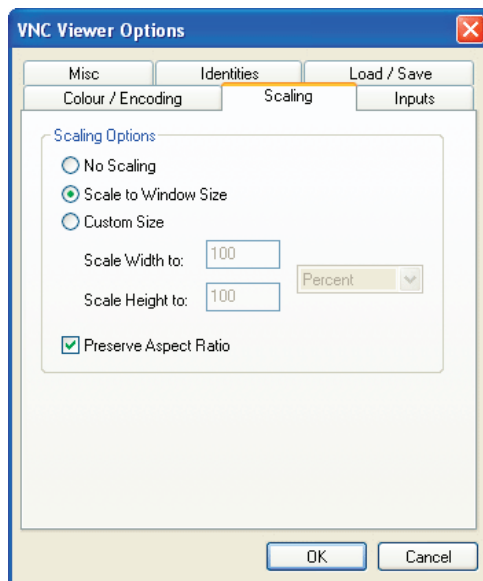 VNC Viewer Options
Misc Identities Load / Save
Colour / Encoding Scaling Inputs
Scaling Options
No Scaling
Scale to Window Size
Custom Size
Scale Width to: 100
Percent
Scale Height to: 100
Preserve Aspect Ratio
OK Cancel